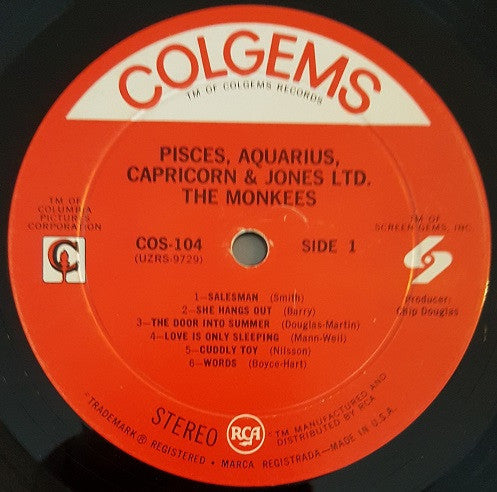 COLGEMS
TM OF COLGEMS RECORDS
PISCES, AQUARIUS,
CAPRICORN & JONES LTD.
THE MONKEES
TM OF
COLUMBIA
PICTURES
CORPORATION
COS-104
(UZRS-9729)
SIDE 1
TM OF
SCREEN GEMS, INC.
Producer:
Chip Douglas
1—SALESMAN (Smith)
2—SHE HANGS OUT (Barry)
3—THE DOOR INTO SUMMER (Douglas-Martin)
4—LOVE IS ONLY SLEEPING (Mann-Weil)
5—CUDDLY TOY (Nilsson)
6—WORDS (Boyce-Hart)
STEREO
RCA
TM MANUFACTURED AND
DISTRIBUTED BY RCA
TRADEMARK ® REGISTERED • MARCA REGISTRADA—MADE IN U.S.A.